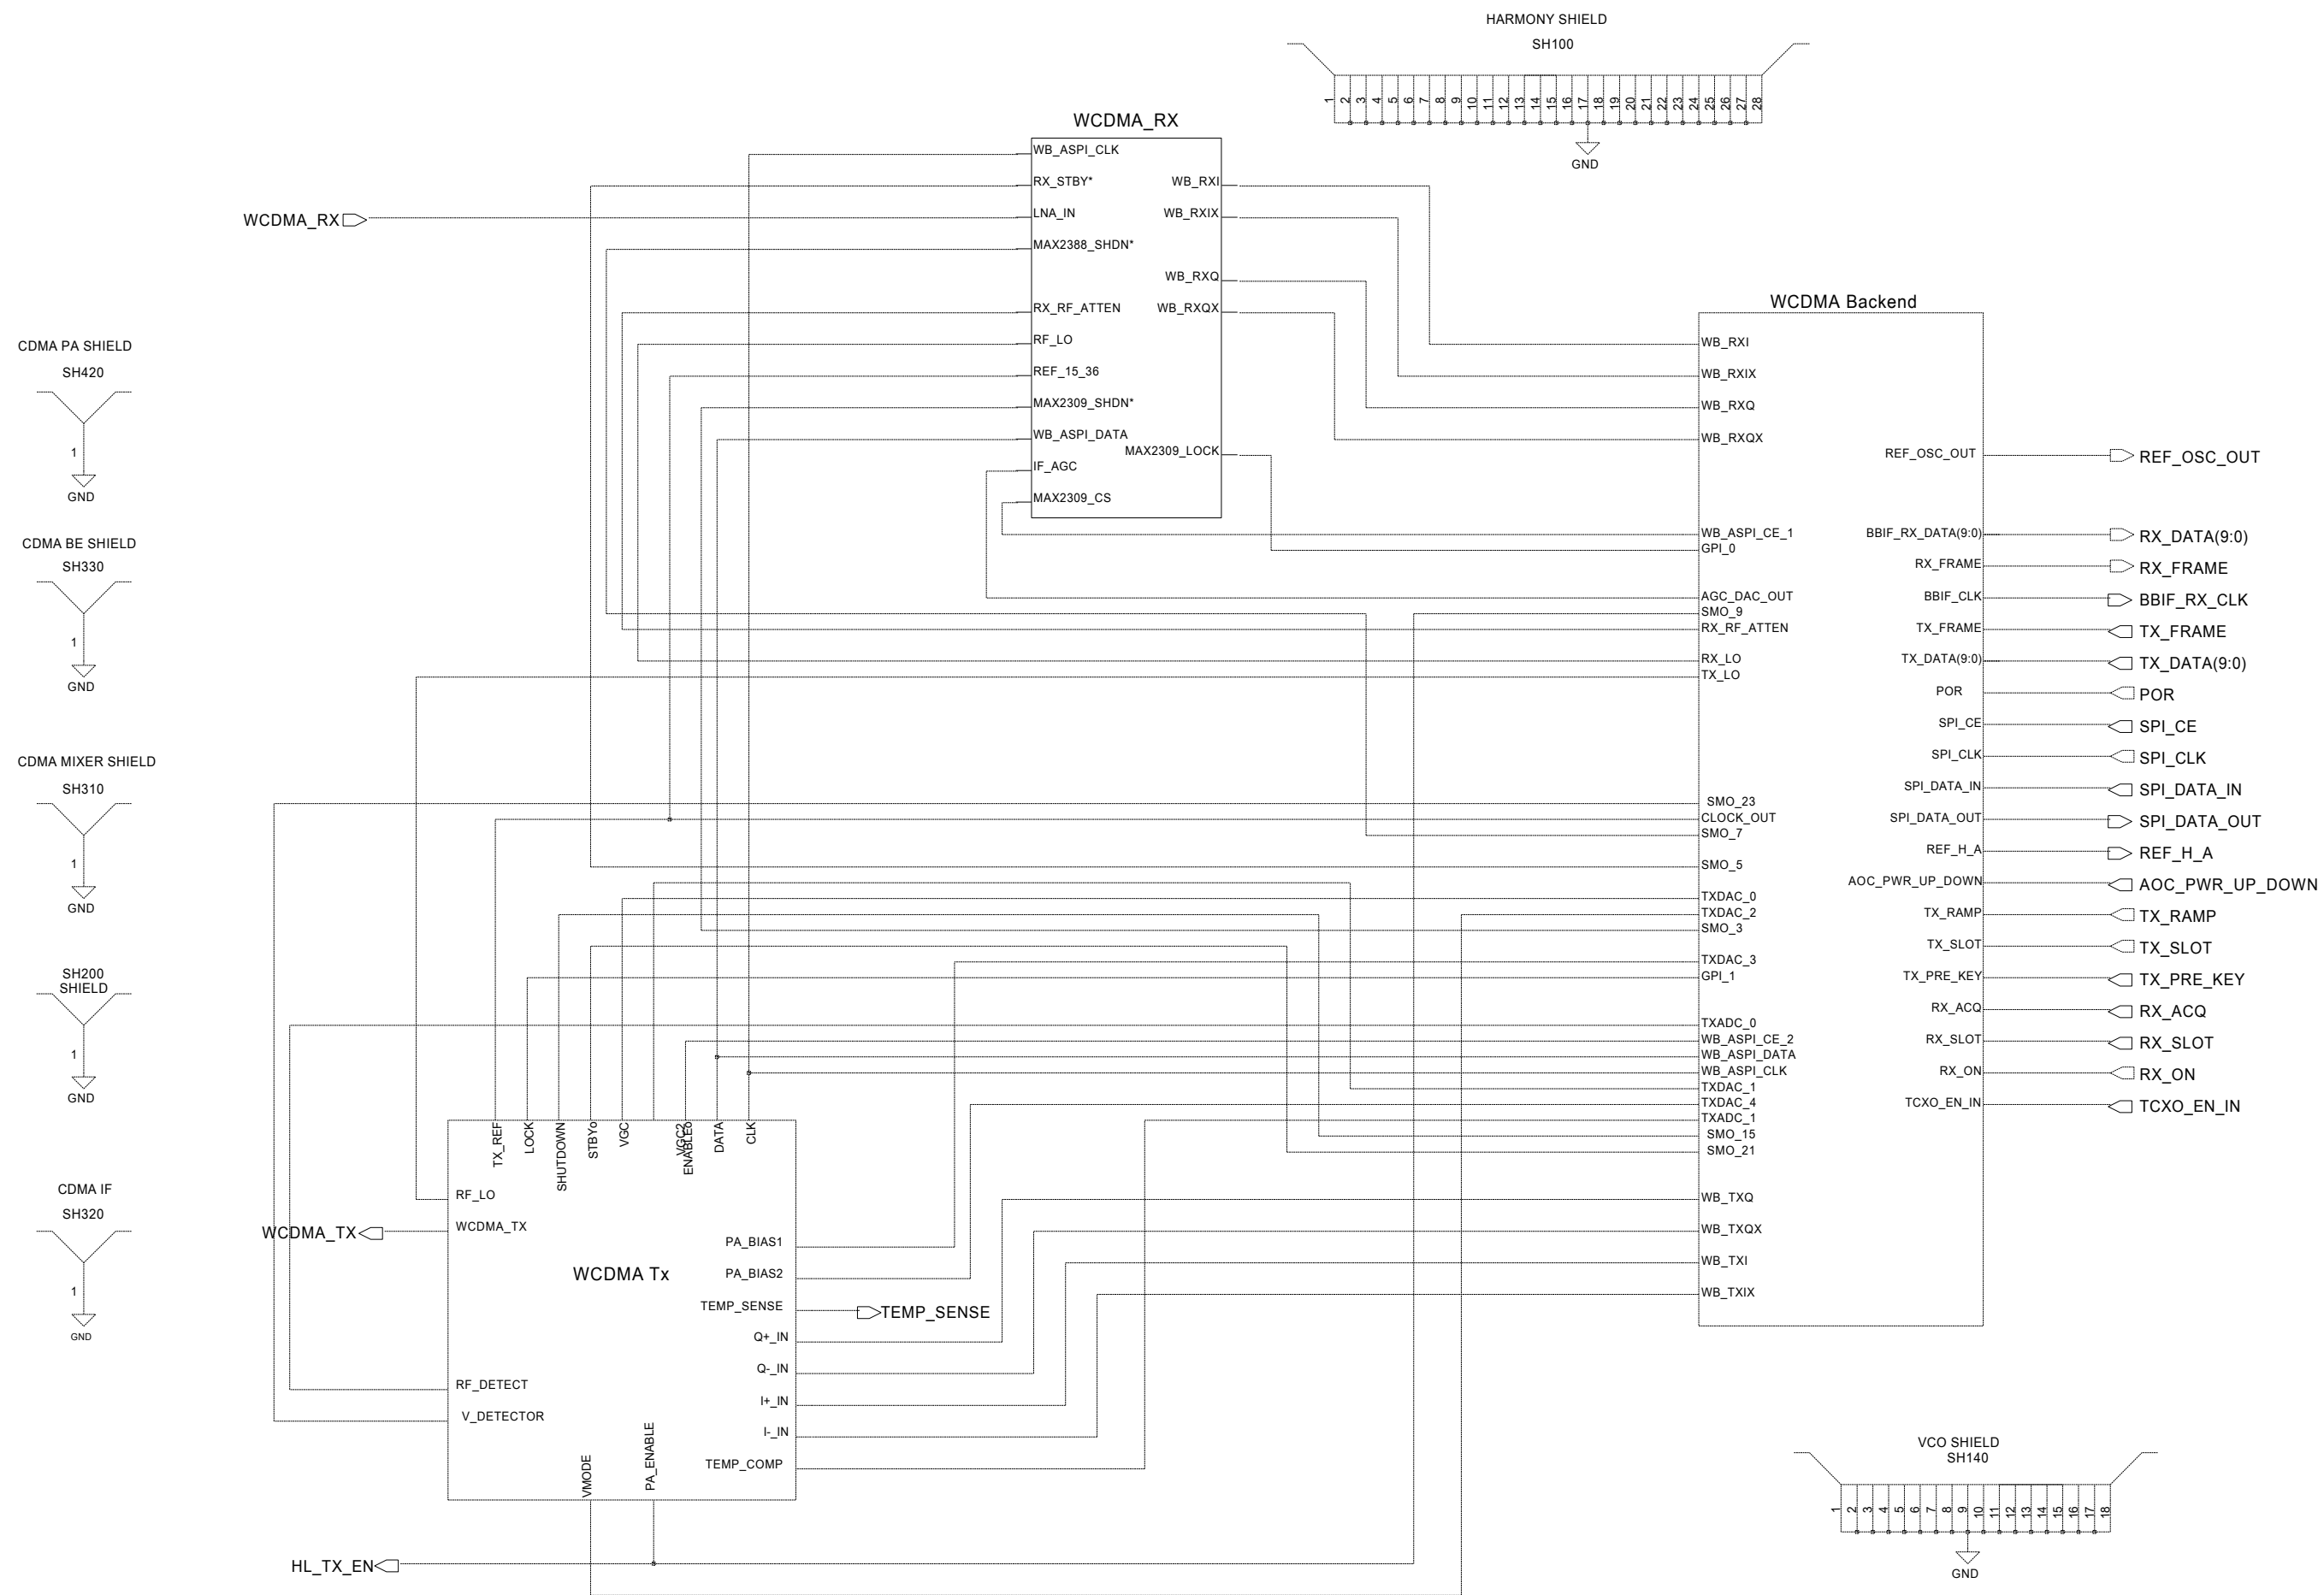 HARMONY SHIELD
SH100
1 2 3 4 5 6 7 8 9 10 11 12 13 14 15 16 17 18 19 20 21 22 23 24 25 26 27 28
GND
WCDMA_RX
WB_ASPI_CLK
RX_STBY*
LNA_IN
MAX2388_SHDN*
RX_RF_ATTEN
RF_LO
REF_15_36
MAX2309_SHDN*
WB_ASPI_DATA
IF_AGC
MAX2309_CS
WB_RXI
WB_RXIX
WB_RXQ
WB_RXQX
MAX2309_LOCK
WCDMA_RX
CDMA PA SHIELD
SH420
1
GND
CDMA BE SHIELD
SH330
1
GND
CDMA MIXER SHIELD
SH310
1
GND
SH200
SHIELD
1
GND
CDMA IF
SH320
1
GND
WCDMA Backend
WB_RXI
WB_RXIX
WB_RXQ
WB_RXQX
WB_ASPI_CE_1
GPI_0
AGC_DAC_OUT
SMO_9
RX_RF_ATTEN
RX_LO
TX_LO
SMO_23
CLOCK_OUT
SMO_7
SMO_5
TXDAC_0
TXDAC_2
SMO_3
TXDAC_3
GPI_1
TXADC_0
WB_ASPI_CE_2
WB_ASPI_DATA
WB_ASPI_CLK
TXDAC_1
TXDAC_4
TXADC_1
SMO_15
SMO_21
WB_TXQ
WB_TXQX
WB_TXI
WB_TXIX
REF_OSC_OUT
BBIF_RX_DATA(9:0)
RX_FRAME
BBIF_CLK
TX_FRAME
TX_DATA(9:0)
POR
SPI_CE
SPI_CLK
SPI_DATA_IN
SPI_DATA_OUT
REF_H_A
AOC_PWR_UP_DOWN
TX_RAMP
TX_SLOT
TX_PRE_KEY
RX_ACQ
RX_SLOT
RX_ON
TCXO_EN_IN
REF_OSC_OUT
RX_DATA(9:0)
RX_FRAME
BBIF_RX_CLK
TX_FRAME
TX_DATA(9:0)
POR
SPI_CE
SPI_CLK
SPI_DATA_IN
SPI_DATA_OUT
REF_H_A
AOC_PWR_UP_DOWN
TX_RAMP
TX_SLOT
TX_PRE_KEY
RX_ACQ
RX_SLOT
RX_ON
TCXO_EN_IN
TX_REF
LOCK
SHUTDOWN
STBYo
VGC
VGC2
ENABLEo
DATA
CLK
RF_LO
WCDMA_TX
WCDMA_TX
WCDMA Tx
RF_DETECT
V_DETECTOR
PA_BIAS1
PA_BIAS2
TEMP_SENSE
TEMP_SENSE
Q+_IN
Q-_IN
I+_IN
I-_IN
TEMP_COMP
VMODE
PA_ENABLE
HL_TX_EN
VCO SHIELD
SH140
1 2 3 4 5 6 7 8 9 10 11 12 13 14 15 16 17 18
GND